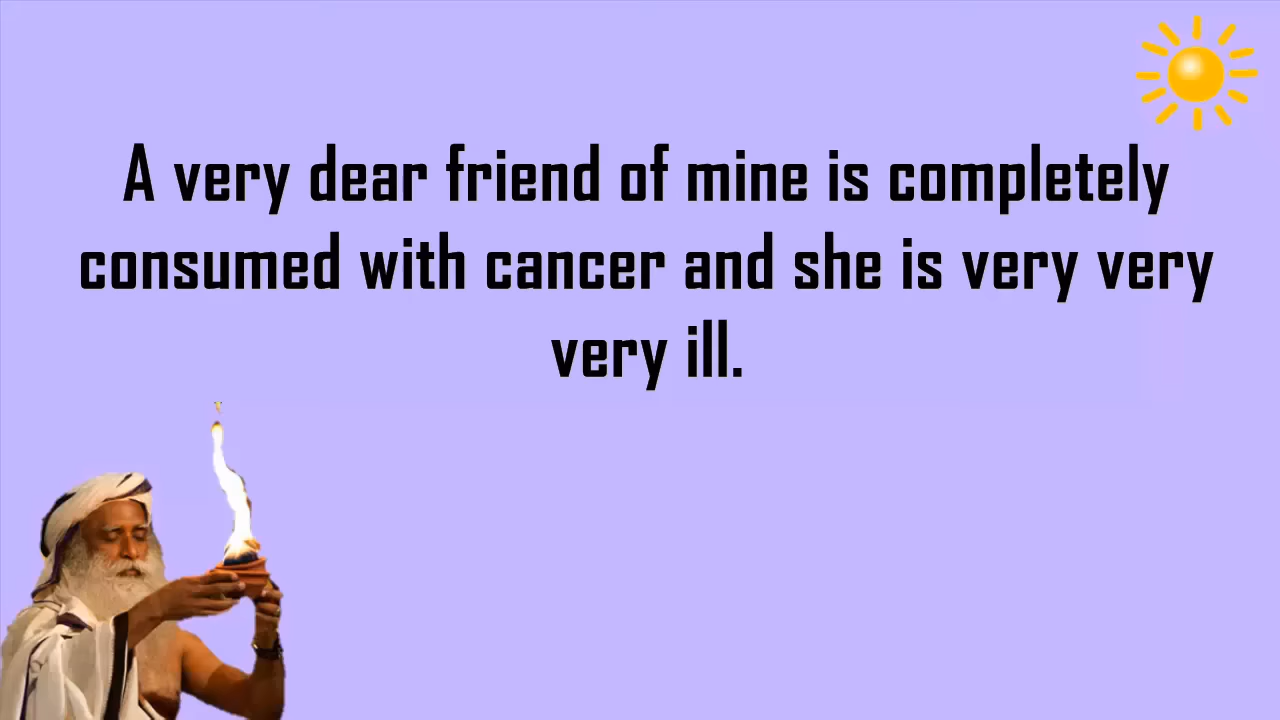 A very dear friend of mine is completely
consumed with cancer and she is very very
very ill.